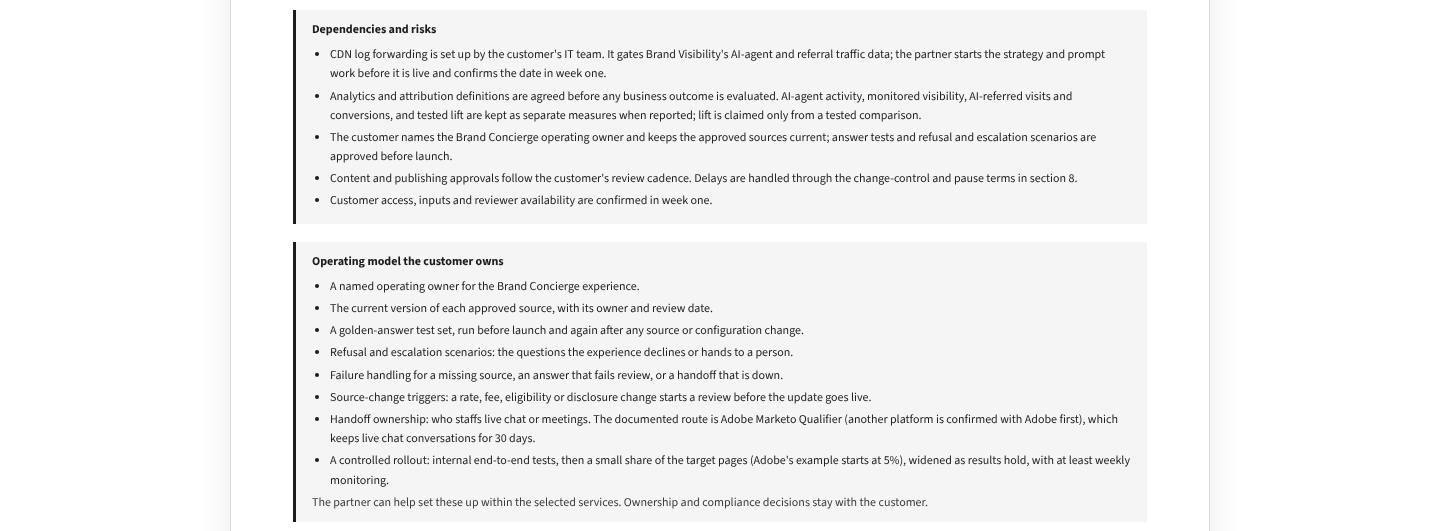 Dependencies and risks
• CDN log forwarding is set up by the customer's IT team. It gates Brand Visibility's AI-agent and referral traffic data; the partner starts the strategy and prompt
work before it is live and confirms the date in week one.
• Analytics and attribution definitions are agreed before any business outcome is evaluated. AI-agent activity, monitored visibility, AI-referred visits and
conversions, and tested lift are kept as separate measures when reported; lift is claimed only from a tested comparison.
• The customer names the Brand Concierge operating owner and keeps the approved sources current; answer tests and refusal and escalation scenarios are
approved before launch.
• Content and publishing approvals follow the customer's review cadence. Delays are handled through the change-control and pause terms in section 8.
• Customer access, inputs and reviewer availability are confirmed in week one.
Operating model the customer owns
• A named operating owner for the Brand Concierge experience.
• The current version of each approved source, with its owner and review date.
• A golden-answer test set, run before launch and again after any source or configuration change.
• Refusal and escalation scenarios: the questions the experience declines or hands to a person.
• Failure handling for a missing source, an answer that fails review, or a handoff that is down.
• Source-change triggers: a rate, fee, eligibility or disclosure change starts a review before the update goes live.
• Handoff ownership: who staffs live chat or meetings. The documented route is Adobe Marketo Qualifier (another platform is confirmed with Adobe first), which
keeps live chat conversations for 30 days.
• A controlled rollout: internal end-to-end tests, then a small share of the target pages (Adobe's example starts at 5%), widened as results hold, with at least weekly
monitoring.
The partner can help set these up within the selected services. Ownership and compliance decisions stay with the customer.